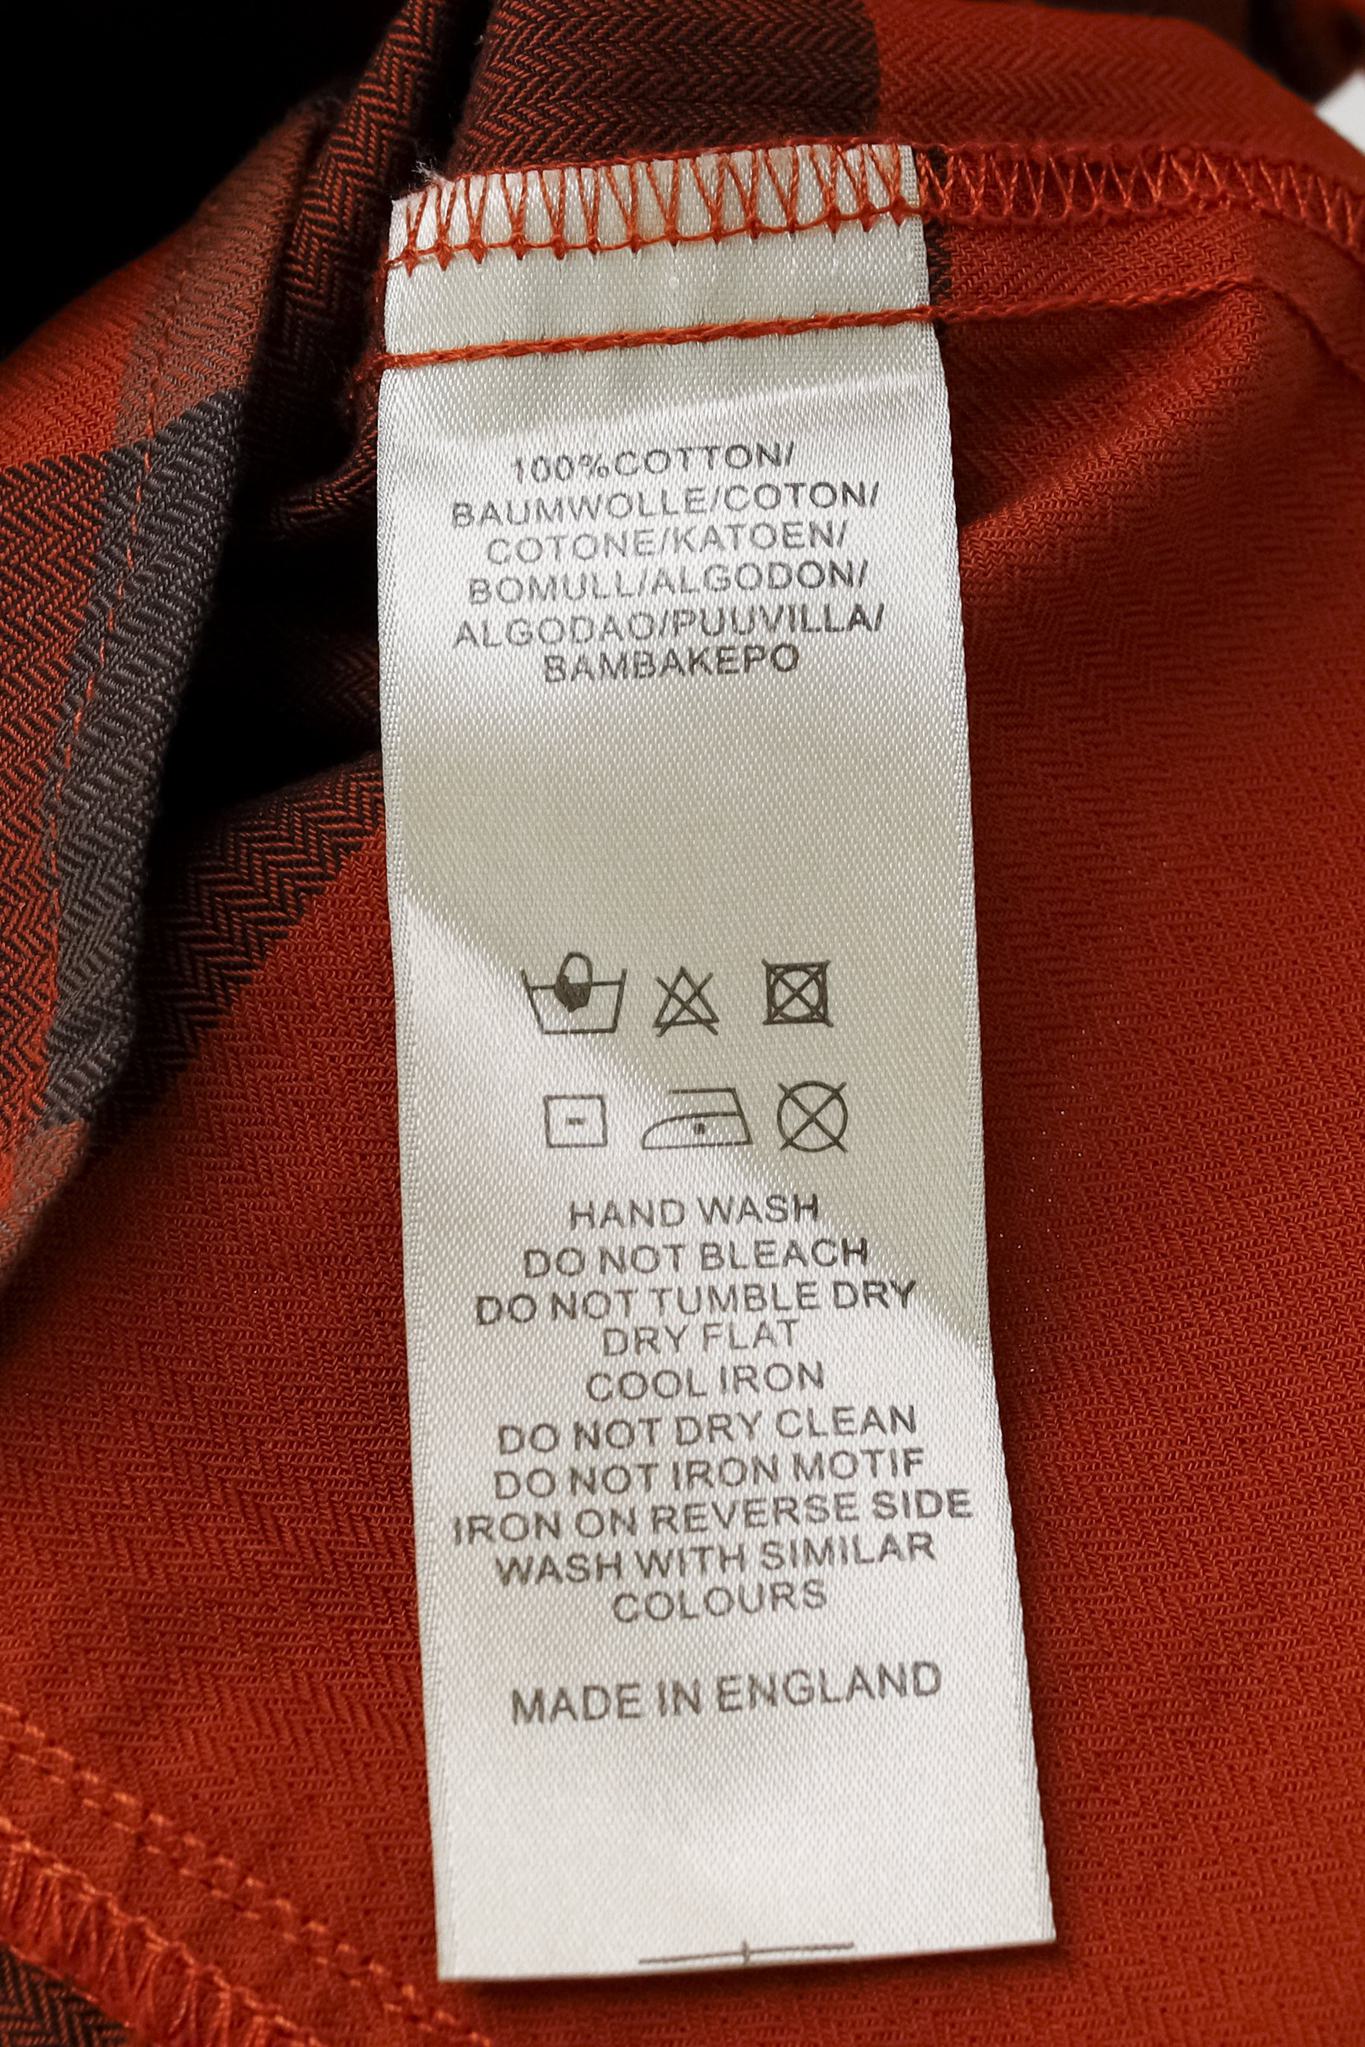 100%COTTON/
BAUMWOLLE/COTON/
COTONE/KATOEN/
BOMULL/ALGODON/
ALGODAO/PUUVILLA/
BAMBAKEPO
HAND WASH
DO NOT BLEACH
DO NOT TUMBLE DRY
DRY FLAT
COOL IRON
DO NOT DRY CLEAN
DO NOT IRON MOTIF
IRON ON REVERSE SIDE
WASH WITH SIMILAR
COLOURS
MADE IN ENGLAND